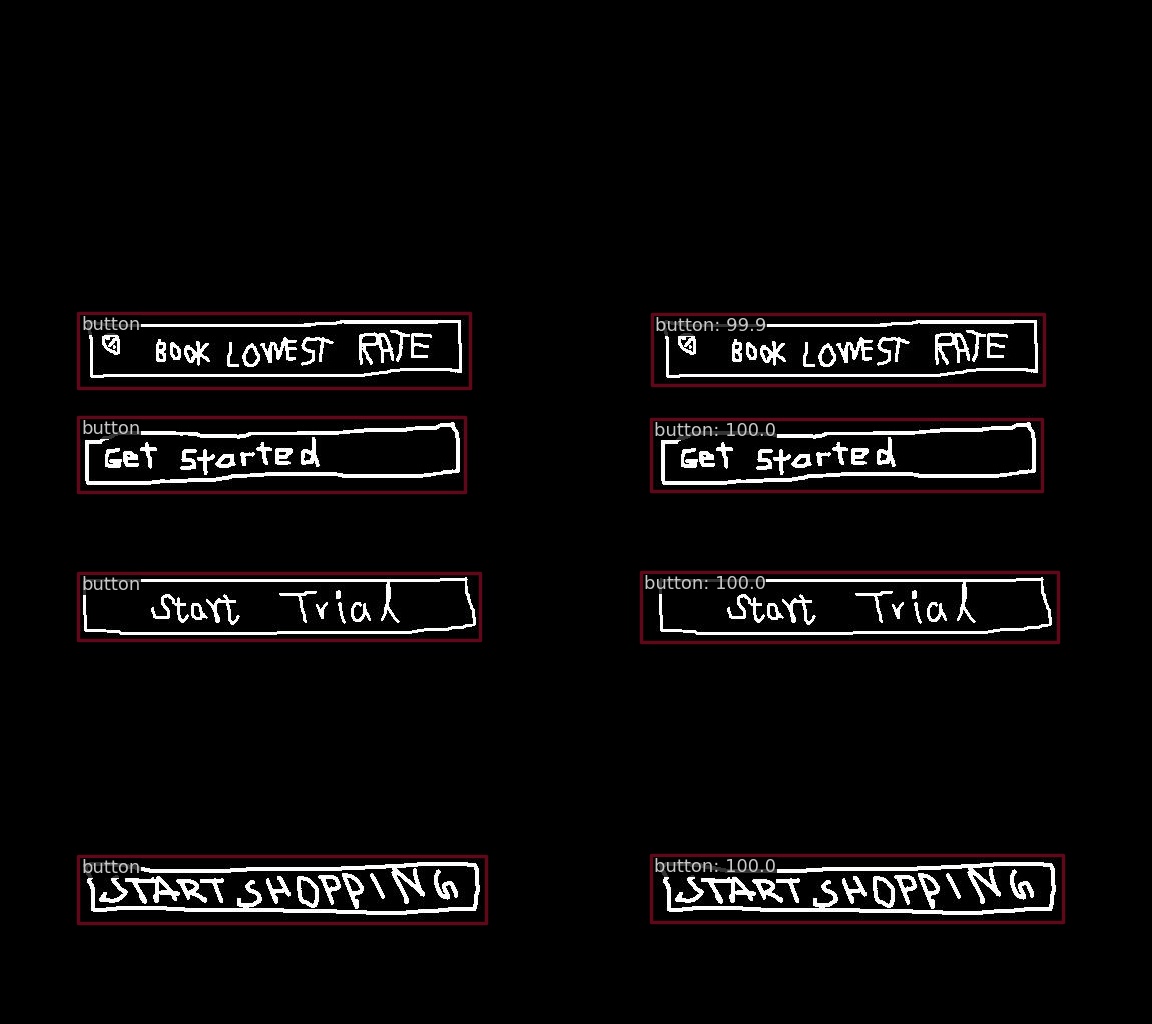 button button: 99.9
BOOK LOWEST RATE BOOK LOWEST RATE
button button: 100.0
Get Started Get Started
button button: 100.0
Start Trial Start Trial
button button: 100.0
START SHOPPING START SHOPPING